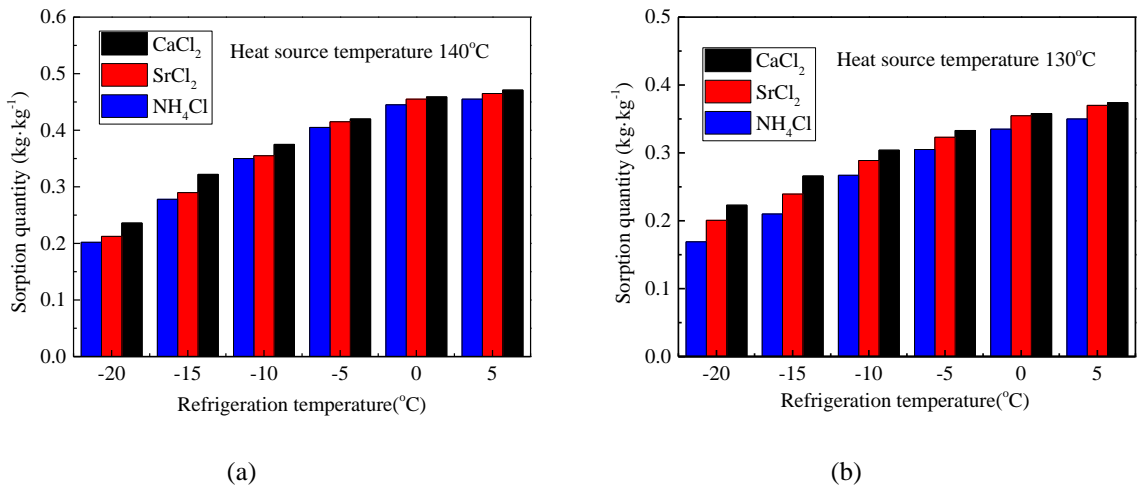 0.6
0.5
0.4
0.3
0.2
0.1
0.0
Sorption quantity (kg·kg⁻¹)
CaCl₂
SrCl₂
NH₄Cl
Heat source temperature 140°C
-20 -15 -10 -5 0 5
Refrigeration temperature(°C)
(a)
0.5
0.4
0.3
0.2
0.1
0.0
Sorption quantity (kg·kg⁻¹)
Heat source temperature 130°C
CaCl₂
SrCl₂
NH₄Cl
-20 -15 -10 -5 0 5
Refrigeration temperature(°C)
(b)